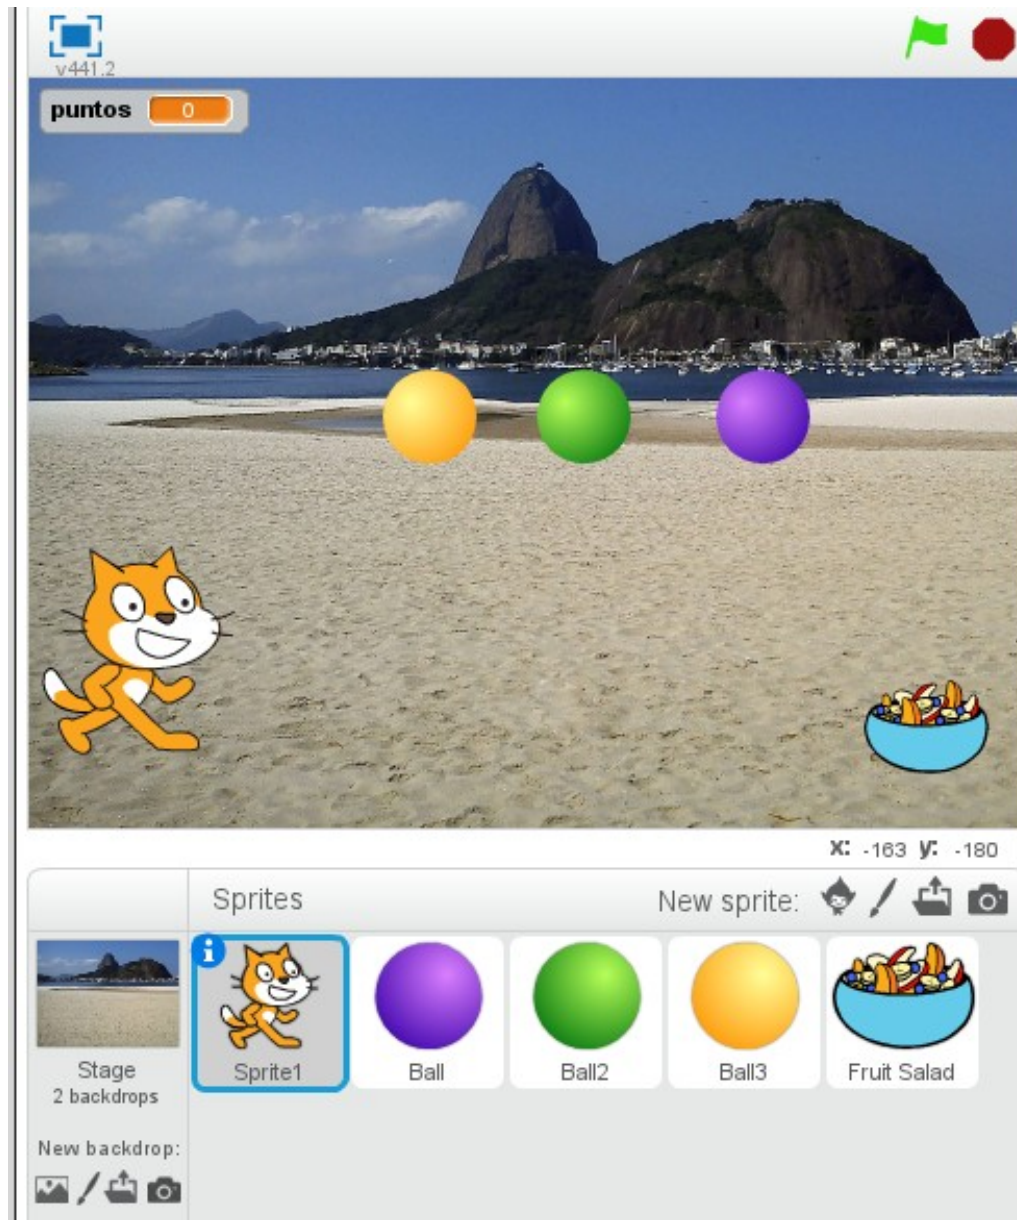 v441.2
puntos 0
x: -163 y: -180
Sprites
New sprite:
Sprite1
Ball
Ball2
Ball3
Fruit Salad
Stage
2 backdrops
New backdrop: